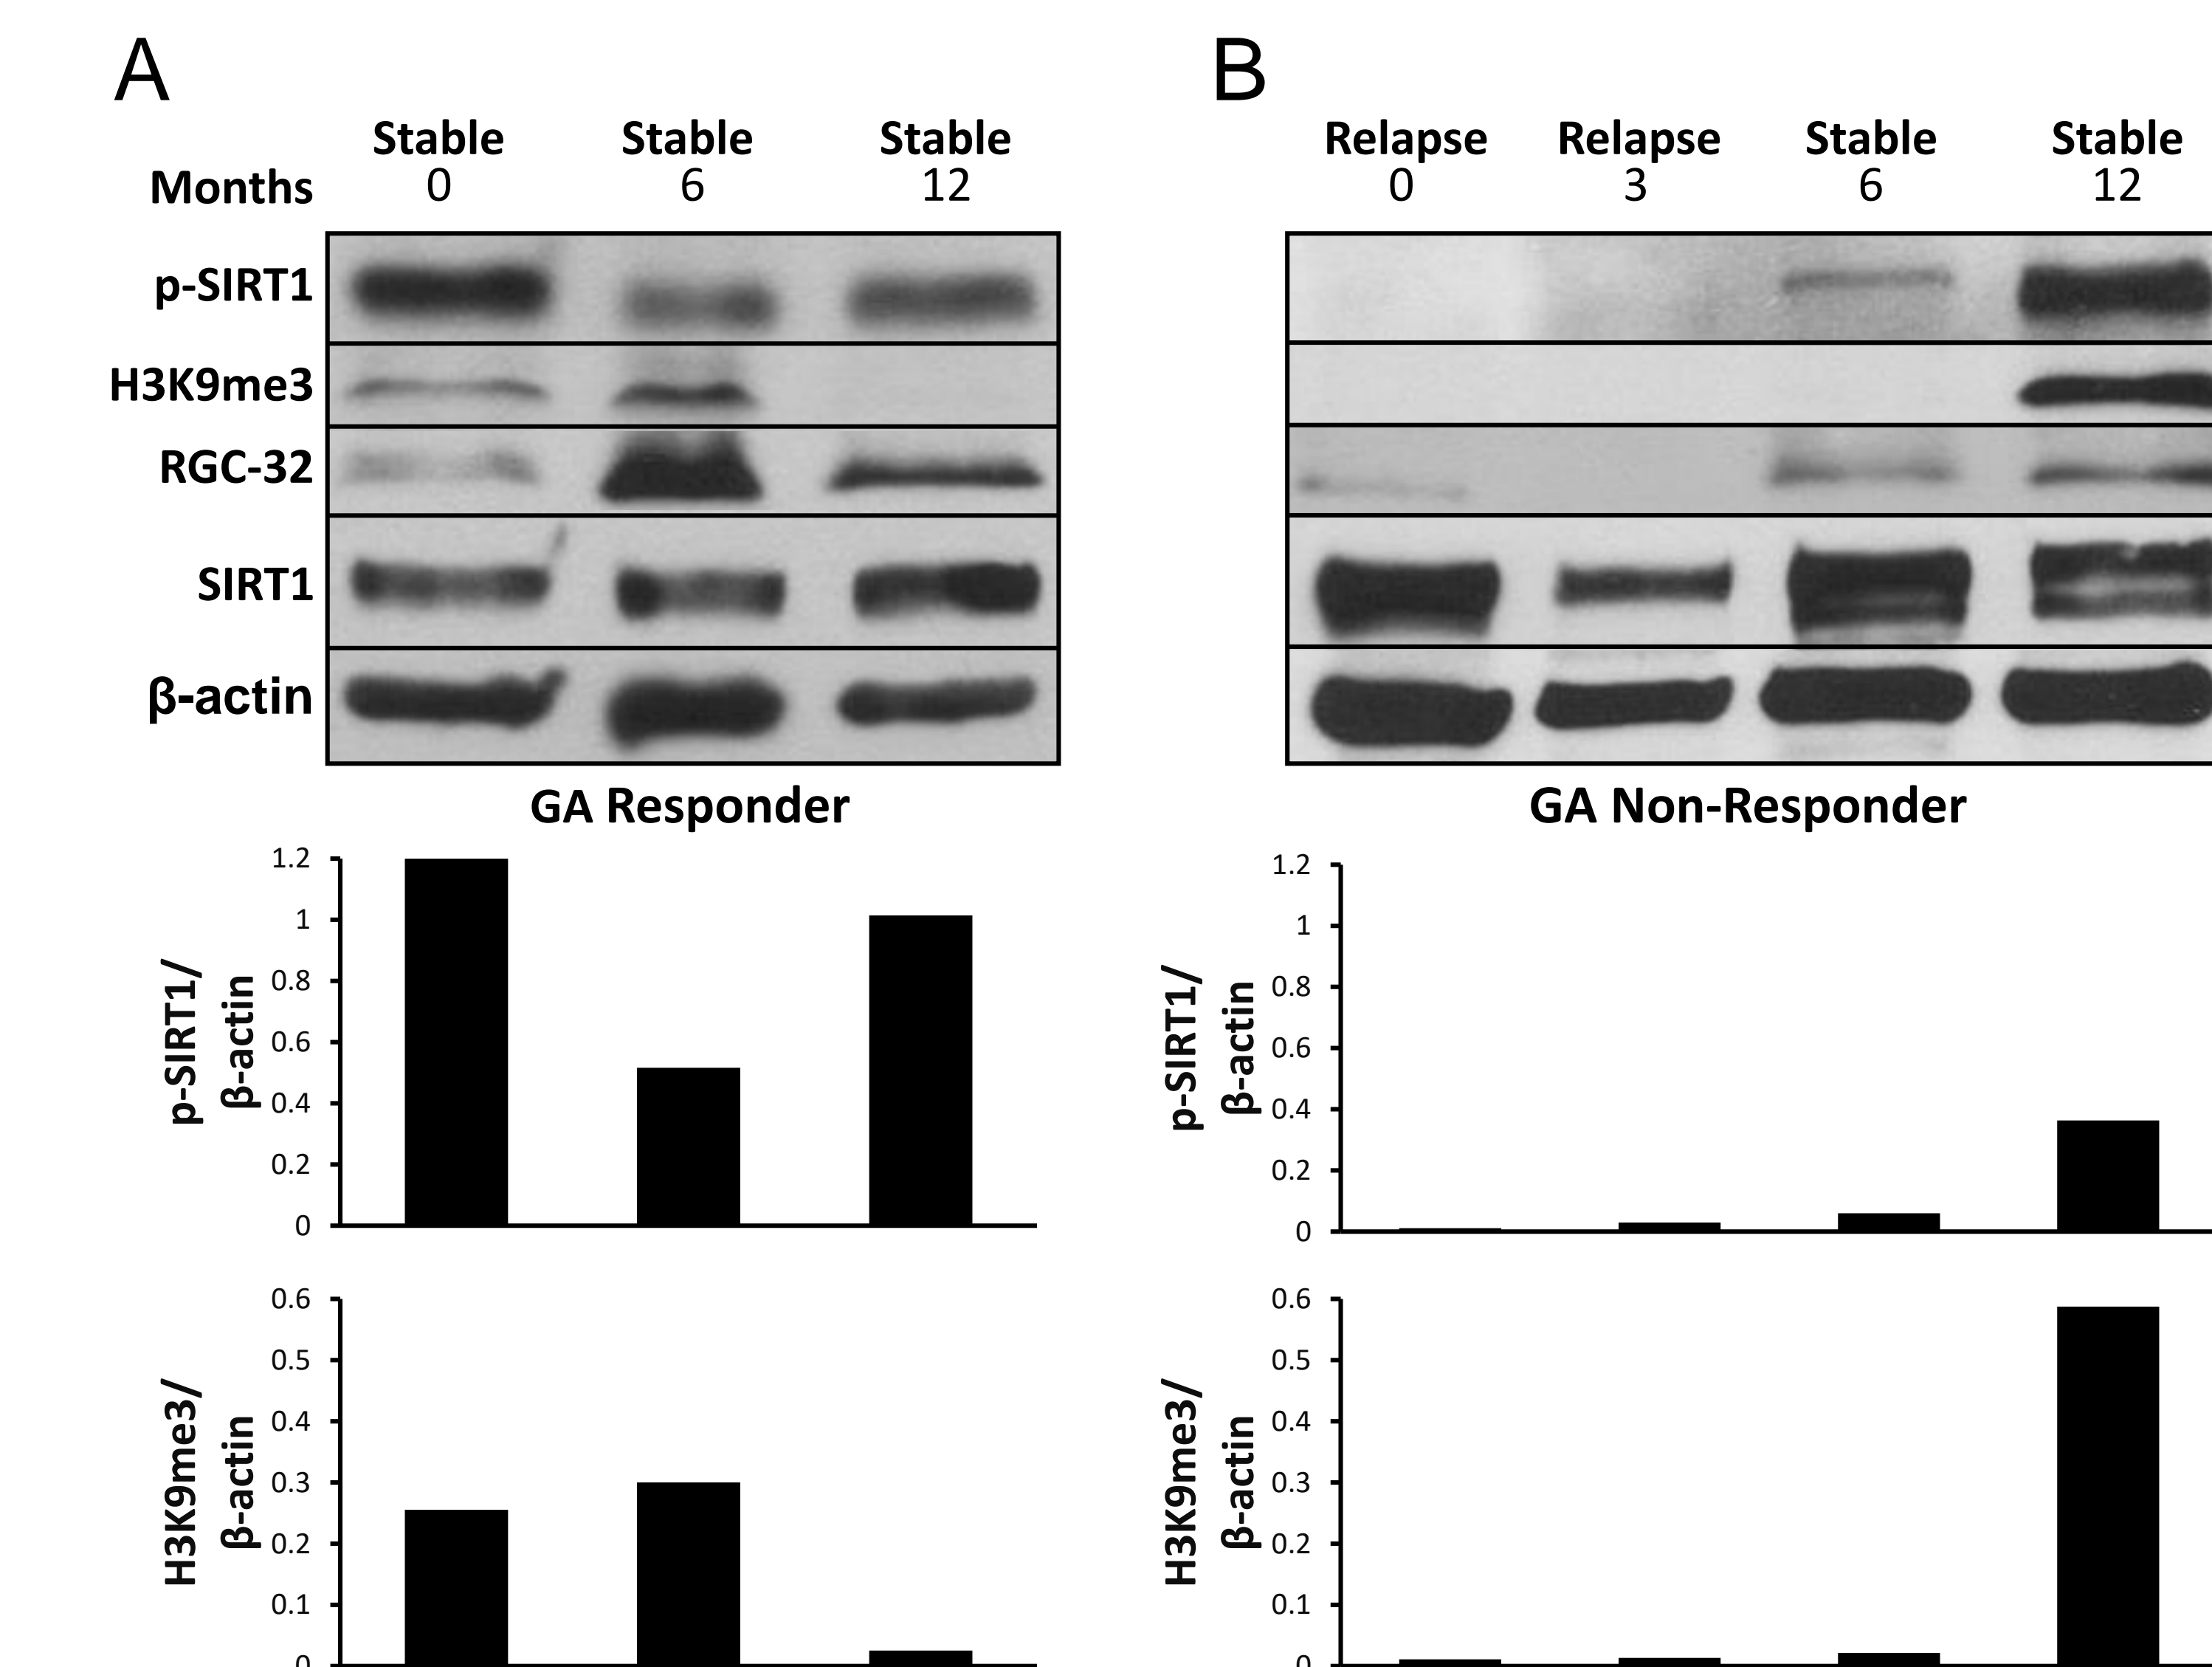 A
Stable Stable Stable
Months 0 6 12
p-SIRT1
H3K9me3
RGC-32
SIRT1
β-actin
GA Responder
p-SIRT1/
β-actin
1.2
1
0.8
0.6
0.4
0.2
0
H3K9me3/
β-actin
0.6
0.5
0.4
0.3
0.2
0.1
0
B
Relapse Relapse Stable Stable
0 3 6 12
GA Non-Responder
p-SIRT1/
β-actin
1.2
1
0.8
0.6
0.4
0.2
0
H3K9me3/
β-actin
0.6
0.5
0.4
0.3
0.2
0.1
0